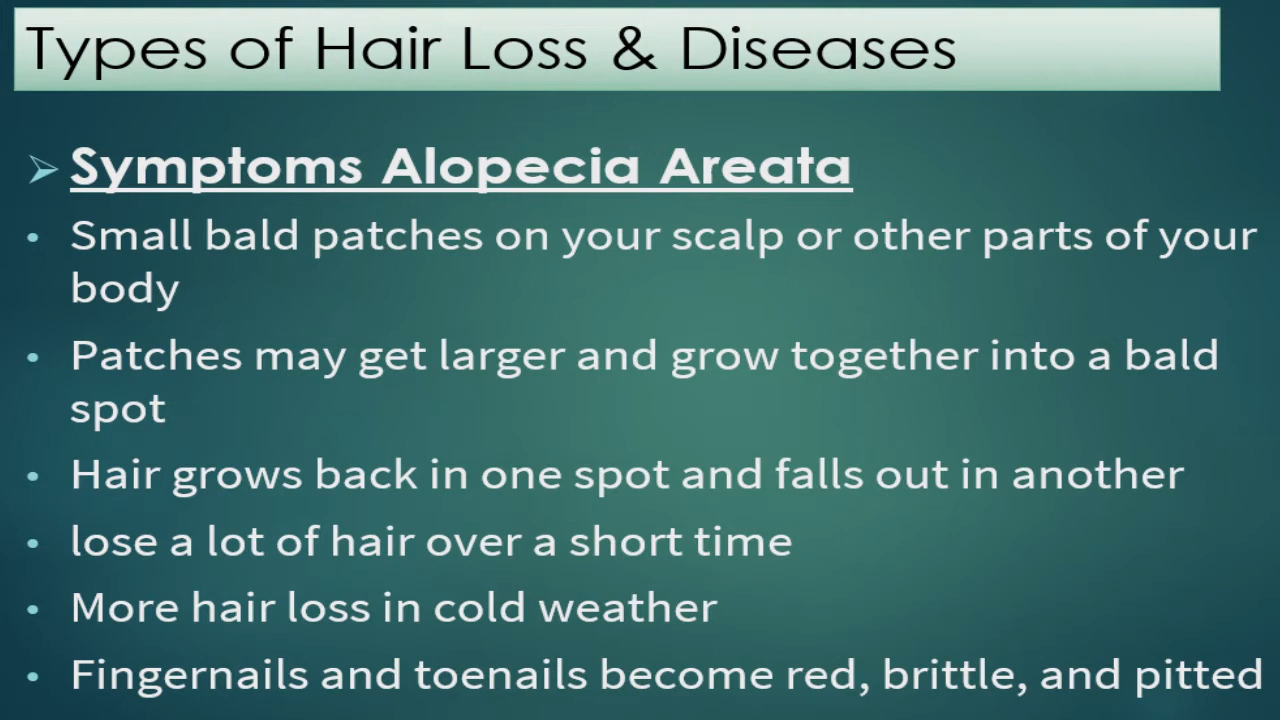 Types of Hair Loss & Diseases
➢ Symptoms Alopecia Areata
• Small bald patches on your scalp or other parts of your
body
• Patches may get larger and grow together into a bald
spot
• Hair grows back in one spot and falls out in another
• lose a lot of hair over a short time
• More hair loss in cold weather
• Fingernails and toenails become red, brittle, and pitted